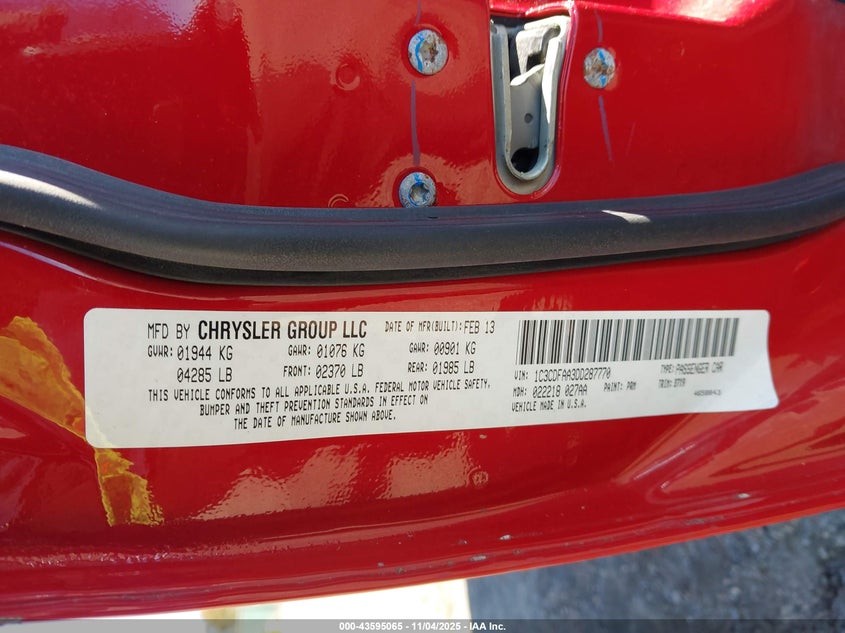 MFD BY CHRYSLER GROUP LLC DATE OF MFR(BUILT):FEB 13
GVWR:01944 KG GAWR:01076 KG GAWR: 00901 KG
04285 LB FRONT:02370 LB REAR:01985 LB
THIS VEHICLE CONFORMS TO ALL APPLICABLE U.S.A. FEDERAL MOTOR VEHICLE SAFETY,
BUMPER AND THEFT PREVENTION STANDARDS IN EFFECT ON
THE DATE OF MANUFACTURE SHOWN ABOVE.
VIN: 1C3CDFAA3DD287770 TYPE: PASSENGER CAR
MDH: 022218 027AA PAINT: PRM TRIM:
VEHICLE MADE IN U.S.A.
000-43595065 - 11/04/2025 - IAA Inc.